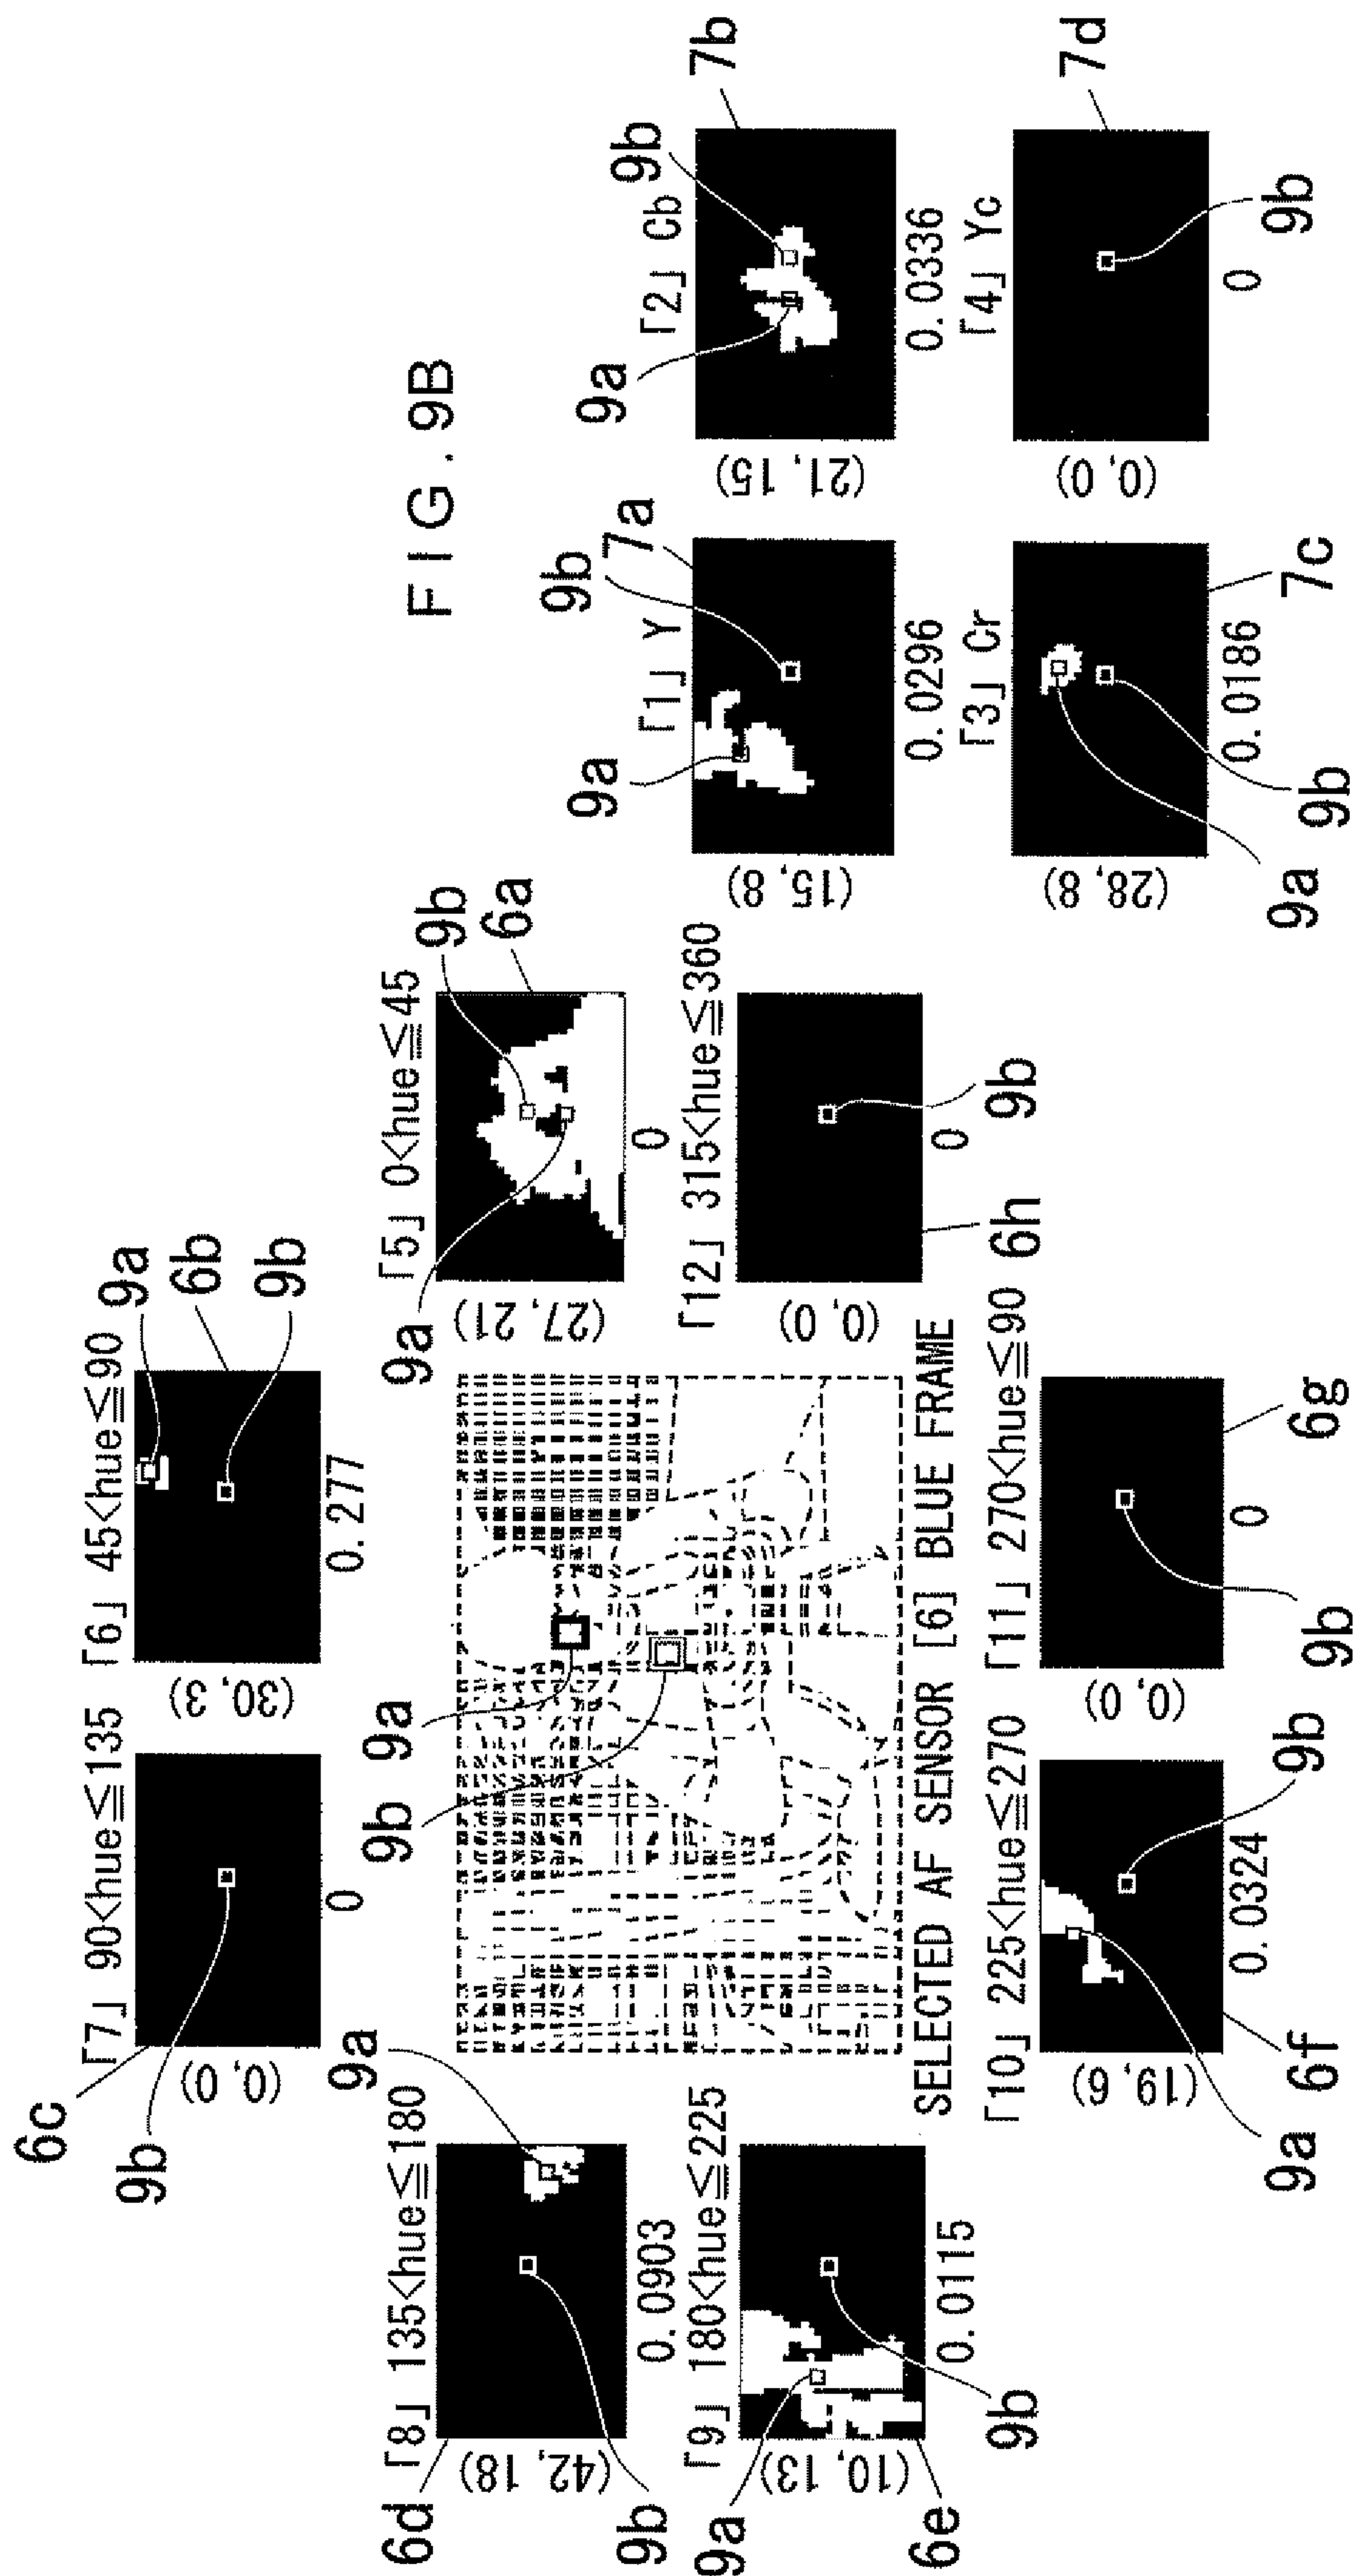 FIG. 9B
「7」 90<hue≦135
6c
(0,0)
0
9b
「6」 45<hue≦90
9a
6b
(30,3)
9b
0.277
「8」 135<hue≦180
9a
6d
(42,18)
0.0903
9b
「9」 180<hue≦225
9a
(10,13)
6e
0.0115
9b
9a
9b
SELECTED AF SENSOR [6] BLUE FRAME
「5」 0<hue≦45
9b
6a
9a
(27,21)
0
「12」 315<hue≦360
(0,0)
6h
0
9b
「10」 225<hue≦270
(19,6)
9b
9a
6f
0.0324
「11」 270<hue≦90
(0,0)
9b
0
6g
「1」 Y
9a
9b
7a
(15,8)
0.0296
「2」 Cb
9a
9b
7b
(21,15)
0.0336
「3」 Cr
(28,8)
9a
0.0186
9b
7c
「4」 Yc
(0,0)
0
9b
7d